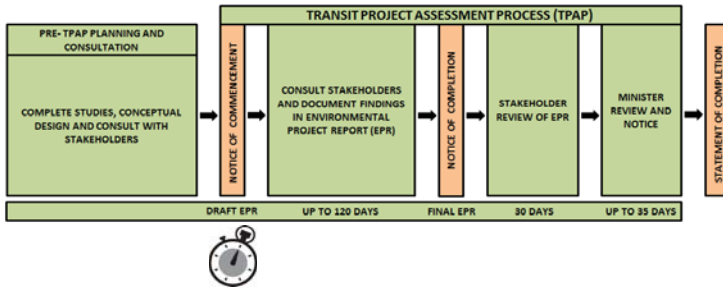 TRANSIT PROJECT ASSESSMENT PROCESS (TPAP)
PRE- TPAP PLANNING AND
CONSULTATION
COMPLETE STUDIES, CONCEPTUAL
DESIGN AND CONSULT WITH
STAKEHOLDERS
NOTICE OF COMMENCEMENT
CONSULT STAKEHOLDERS
AND DOCUMENT FINDINGS
IN ENVIRONMENTAL
PROJECT REPORT (EPR)
NOTICE OF COMPLETION
STAKEHOLDER
REVIEW OF EPR
MINISTER
REVIEW AND
NOTICE
STATEMENT OF COMPLETION
DRAFT EPR
UP TO 120 DAYS
FINAL EPR
30 DAYS
UP TO 35 DAYS